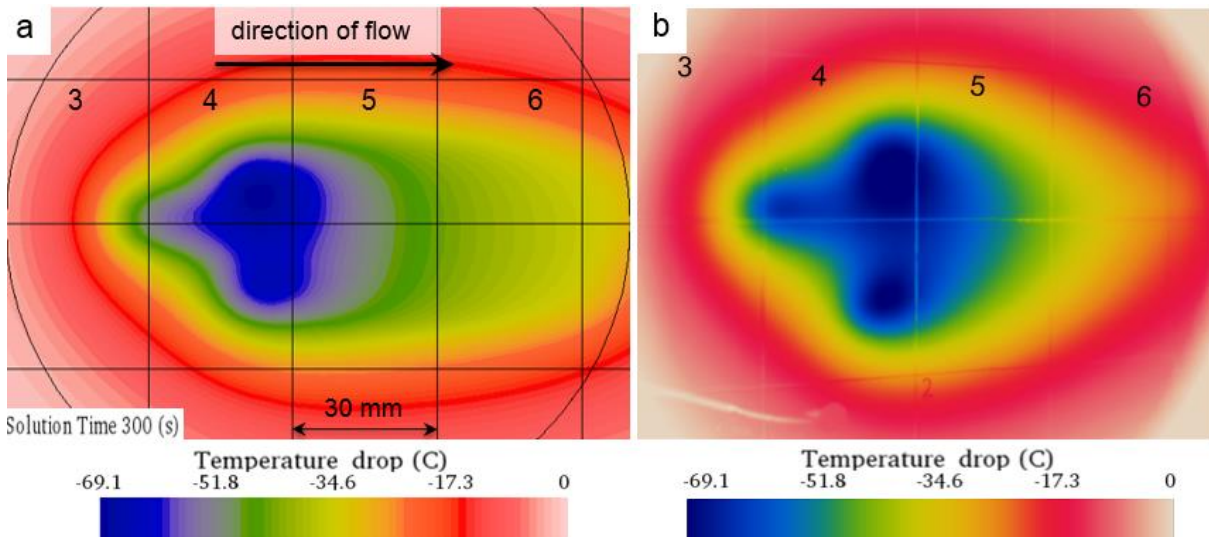 a
direction of flow
3 4 5 6
30 mm
Solution Time 300 (s)
Temperature drop (C)
-69.1 -51.8 -34.6 -17.3 0
b
3 4 5 6
2
Temperature drop (C)
-69.1 -51.8 -34.6 -17.3 0